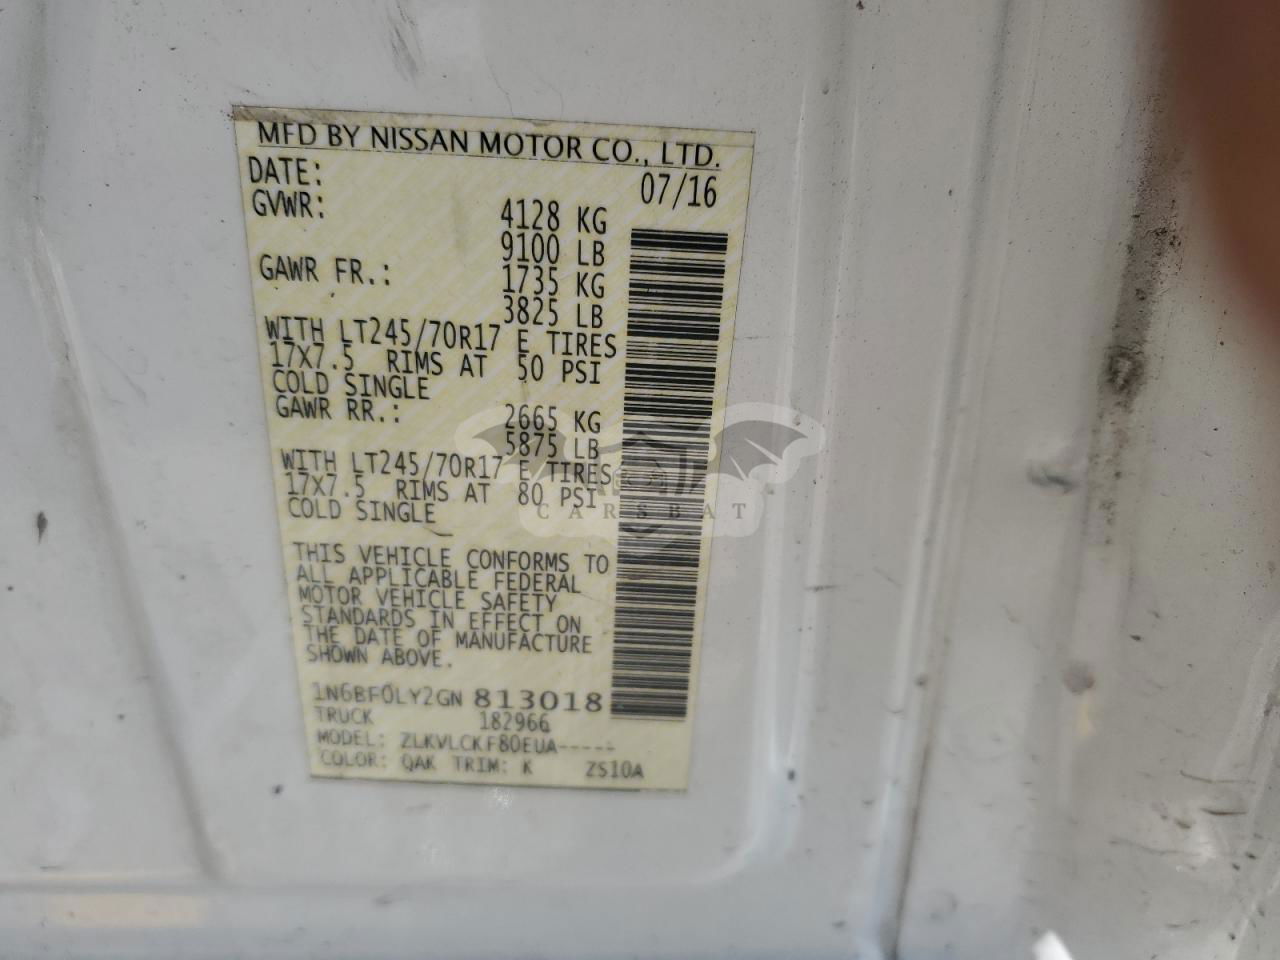 MFD BY NISSAN MOTOR CO., LTD.
DATE: 07/16
GVWR: 4128 KG
9100 LB
GAWR FR.: 1735 KG
3825 LB
WITH LT245/70R17 E TIRES
17X7.5 RIMS AT 50 PSI
COLD SINGLE
GAWR RR.: 2665 KG
5875 LB
WITH LT245/70R17 E TIRES
17X7.5 RIMS AT 80 PSI
COLD SINGLE
CARSBAT
THIS VEHICLE CONFORMS TO
ALL APPLICABLE FEDERAL
MOTOR VEHICLE SAFETY
STANDARDS IN EFFECT ON
THE DATE OF MANUFACTURE
SHOWN ABOVE.
1N6BF0LY2GN 813018
TRUCK 182966
MODEL: ZLKVLCKF80EUA-----
COLOR: QAK TRIM: K ZS10A